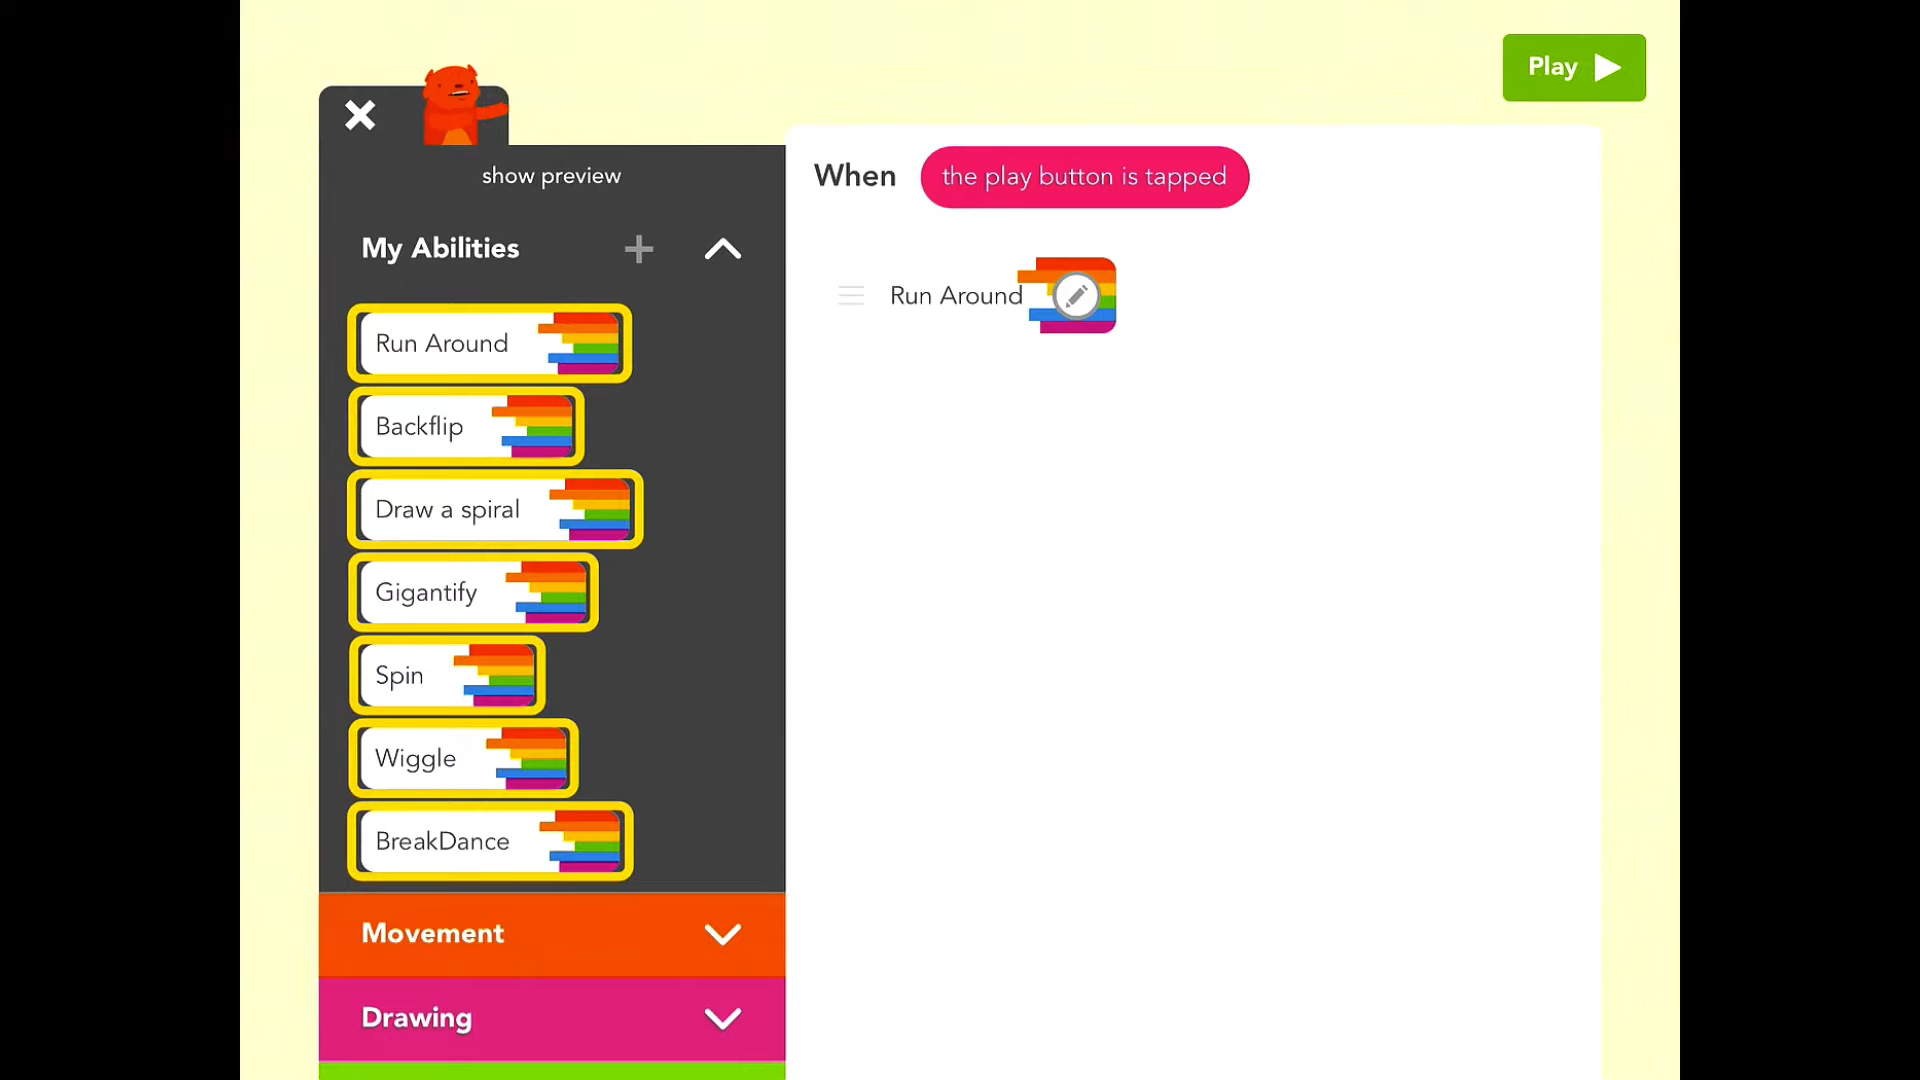 Play
show preview
When the play button is tapped
My Abilities
Run Around
Run Around
Backflip
Draw a spiral
Gigantify
Spin
Wiggle
BreakDance
Movement
Drawing